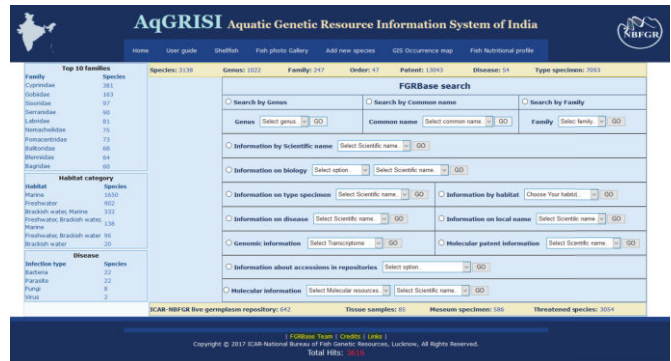 AqGRISI Aquatic Genetic Resource Information System of India
NBFGR
Home User guide Shellfish Fish photo Gallery Add new species GIS Occurrence map Fish Nutritional profile
Top 10 families
Family Species
Cyprinidae 381
Gobiidae 163
Sisoridae 97
Serranidae 90
Labridae 81
Nemacheilidae 75
Pomacentridae 73
Balitoridae 68
Blenniidae 64
Bagridae 60
Habitat category
Habitat Species
Marine 1650
Freshwater 902
Brackish water, Marine 332
Freshwater, Brackish water, Marine 138
Freshwater, Brackish water 96
Brackish water 20
Disease
Infection type Species
Bacteria 22
Parasite 22
Fungi 8
Virus 2
Species: 3138 Genus: 1022 Family: 247 Order: 47 Patent: 13043 Disease: 54 Type specimen: 7093
FGRBase search
Search by Genus Search by Common name Search by Family
Genus Select genus. GO Common name Select common name. GO Family Selec family. GO
Information by Scientific name Select Scientific name. GO
Information on biology Select option. Select Scientific name. GO
Information on type specimen Select Scientific name. GO Information by habitat Choose Your habitat. GO
Information on disease Select Scientific name. GO Information on local name Select Scientific name. GO
Genomic information Select Transcriptome GO Molecular patent information Select Scientific name. GO
Information about accessions in repositories Select option. GO
Molecular information Select Molecular resources. Select Scientific name. GO
ICAR-NBFGR live germplasm repository: 642 Tissue samples: 85 Museum specimen: 586 Threatened species: 3054
| FGRBase Team | Credits | Links |
Copyright © 2017 ICAR-National Bureau of Fish Genetic Resources, Lucknow, All Rights Reserved.
Total Hits: 3616